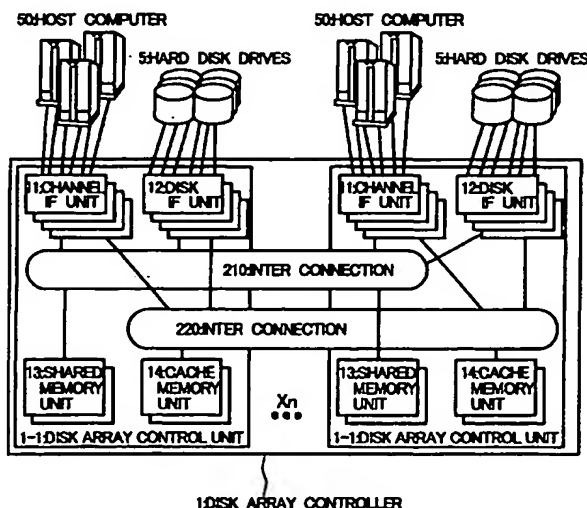 50:HOST COMPUTER
50:HOST COMPUTER
5:HARD DISK DRIVES
5:HARD DISK DRIVES
11:CHANNEL
IF UNIT
12:DISK
IF UNIT
11:CHANNEL
IF UNIT
12:DISK
IF UNIT
210:INTER CONNECTION
220:INTER CONNECTION
13:SHARED
MEMORY
UNIT
14:CACHE
MEMORY
UNIT
Xn
13:SHARED
MEMORY
UNIT
14:CACHE
MEMORY
UNIT
1-1:DISK ARRAY CONTROL UNIT
1-1:DISK ARRAY CONTROL UNIT
1:DISK ARRAY CONTROLLER